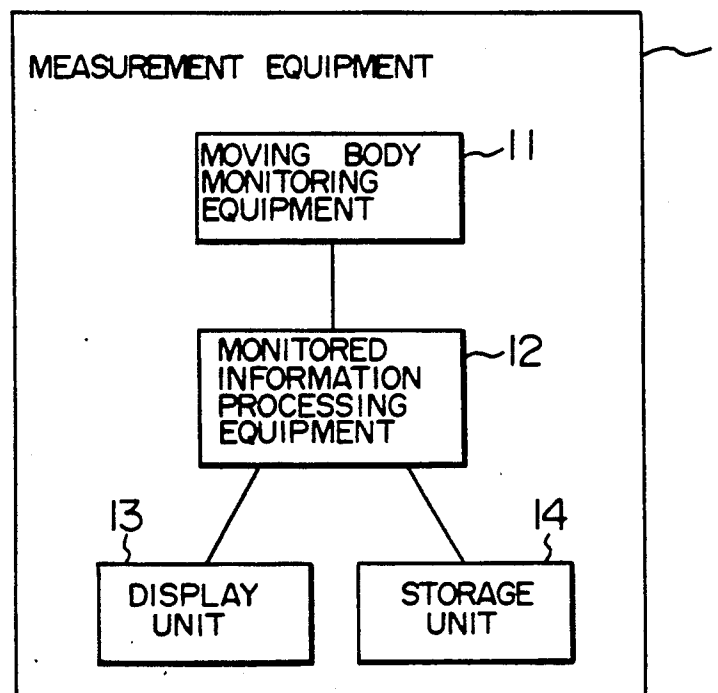 MEASUREMENT EQUIPMENT
MOVING BODY
MONITORING
EQUIPMENT
11
MONITORED
INFORMATION
PROCESSING
EQUIPMENT
12
13
14
DISPLAY
UNIT
STORAGE
UNIT